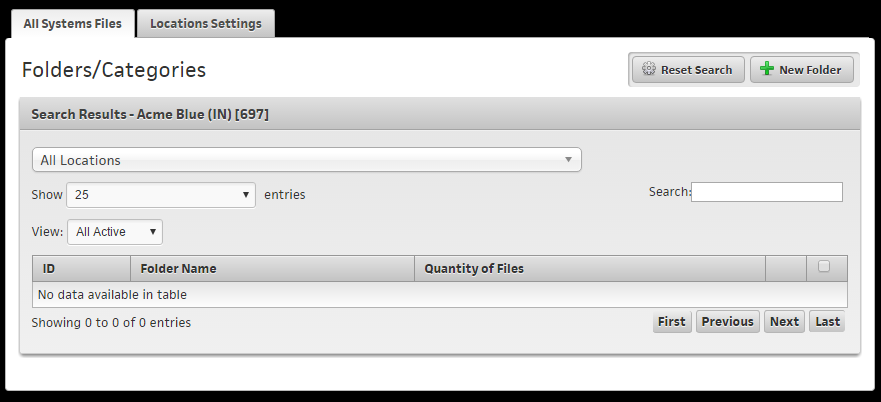 All Systems Files Locations Settings
Folders/Categories
Reset Search New Folder
Search Results - Acme Blue (IN) [697]
All Locations
Show 25 entries
Search:
View: All Active
ID Folder Name Quantity of Files
No data available in table
Showing 0 to 0 of 0 entries
First Previous Next Last